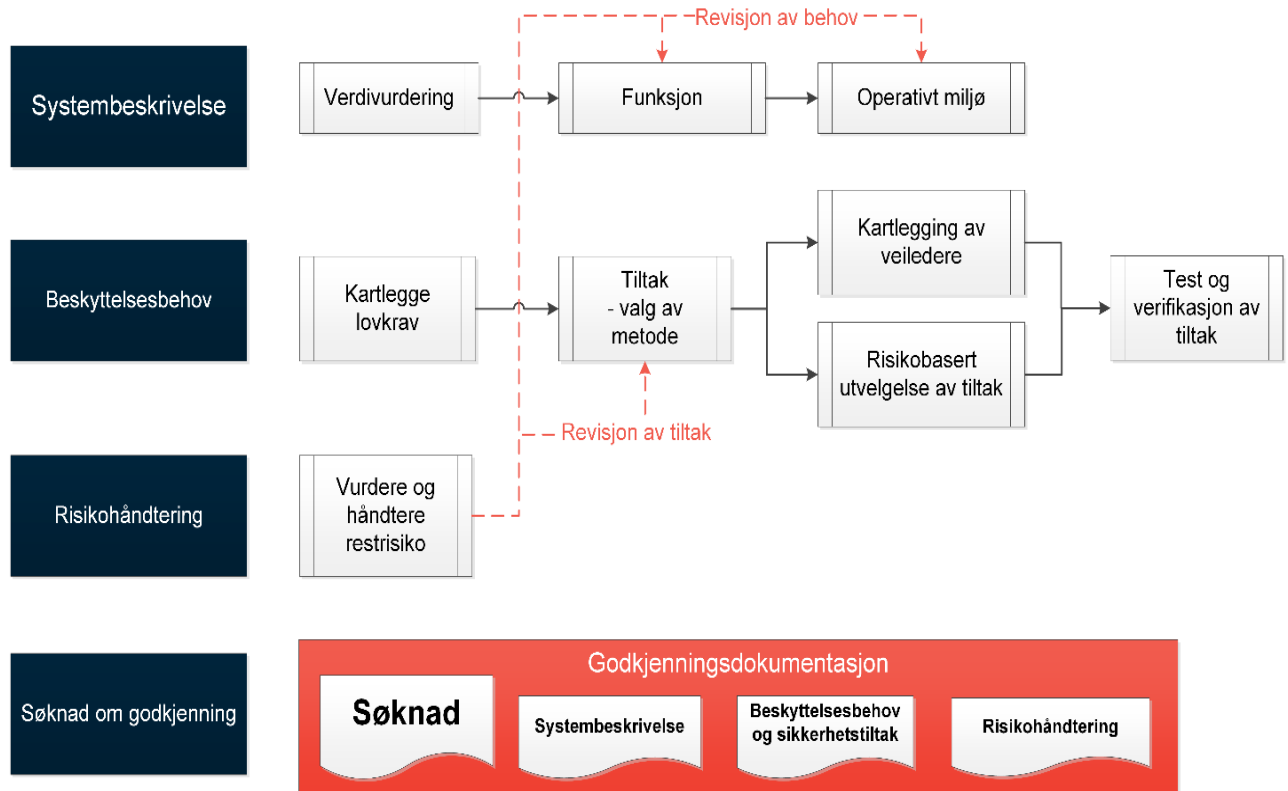 Revisjon av behov
Systembeskrivelse
Verdivurdering
Funksjon
Operativt miljø
Beskyttelsesbehov
Kartlegge
lovkrav
Tiltak
- valg av
metode
Kartlegging av
veiledere
Risikobasert
utvelgelse av tiltak
Test og
verifikasjon av
tiltak
Revisjon av tiltak
Risikohåndtering
Vurdere og
håndtere
restrisiko
Søknad om godkjenning
Godkjenningsdokumentasjon
Søknad
Systembeskrivelse
Beskyttelsesbehov
og sikkerhetstiltak
Risikohåndtering